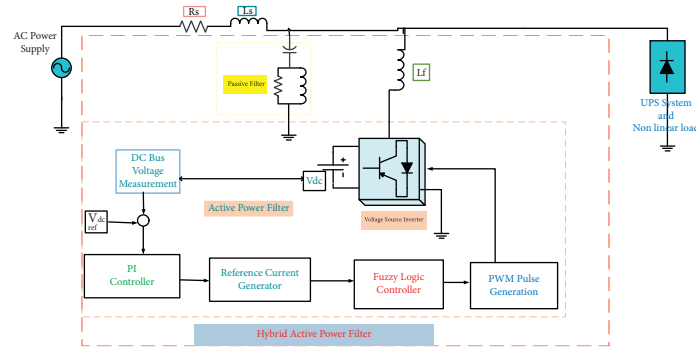 Rs
Ls
AC Power
Supply
Passive Filter
Lf
UPS System
and
Non linear load
DC Bus
Voltage
Measurement
Vdc
Active Power Filter
Voltage Source Inverter
V dc
ref
PI
Controller
Reference Current
Generator
Fuzzy Logic
Controller
PWM Pulse
Generation
Hybrid Active Power Filter